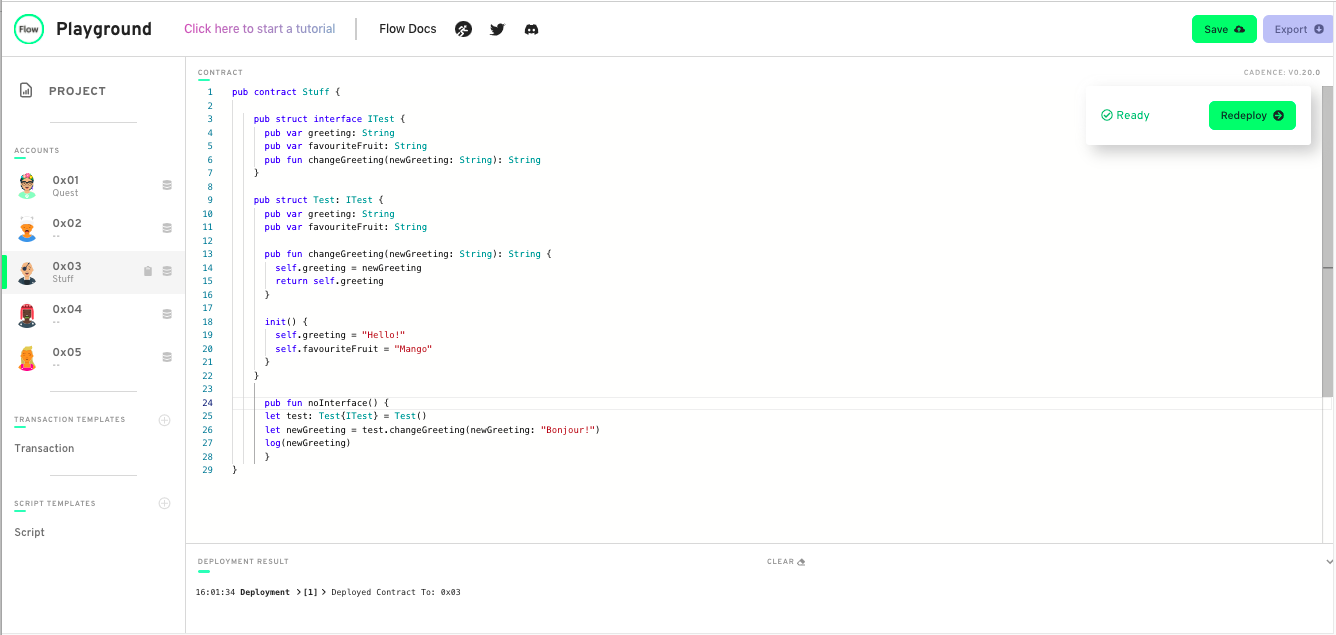 Flow Playground Click here to start a tutorial Flow Docs Save Export
PROJECT
ACCOUNTS
0x01
Quest
0x02
--
0x03
Stuff
0x04
--
0x05
--
TRANSACTION TEMPLATES
Transaction
SCRIPT TEMPLATES
Script
CONTRACT CADENCE: V0.20.0
Ready Redeploy
1 pub contract Stuff {
2
3 pub struct interface ITest {
4 pub var greeting: String
5 pub var favouriteFruit: String
6 pub fun changeGreeting(newGreeting: String): String
7 }
8
9 pub struct Test: ITest {
10 pub var greeting: String
11 pub var favouriteFruit: String
12
13 pub fun changeGreeting(newGreeting: String): String {
14 self.greeting = newGreeting
15 return self.greeting
16 }
17
18 init() {
19 self.greeting = "Hello!"
20 self.favouriteFruit = "Mango"
21 }
22 }
23
24 pub fun noInterface() {
25 let test: Test{ITest} = Test()
26 let newGreeting = test.changeGreeting(newGreeting: "Bonjour!")
27 log(newGreeting)
28 }
29 }
DEPLOYMENT RESULT CLEAR
16:01:34 Deployment > [1] > Deployed Contract To: 0x03